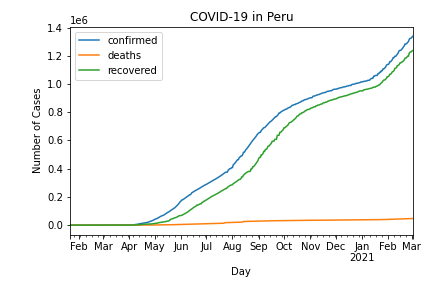 COVID-19 in Peru
1e6
1.4
1.2
1.0
0.8
0.6
0.4
0.2
0.0
Number of Cases
confirmed
deaths
recovered
Feb Mar Apr May Jun Jul Aug Sep Oct Nov Dec Jan Feb Mar
2021
Day